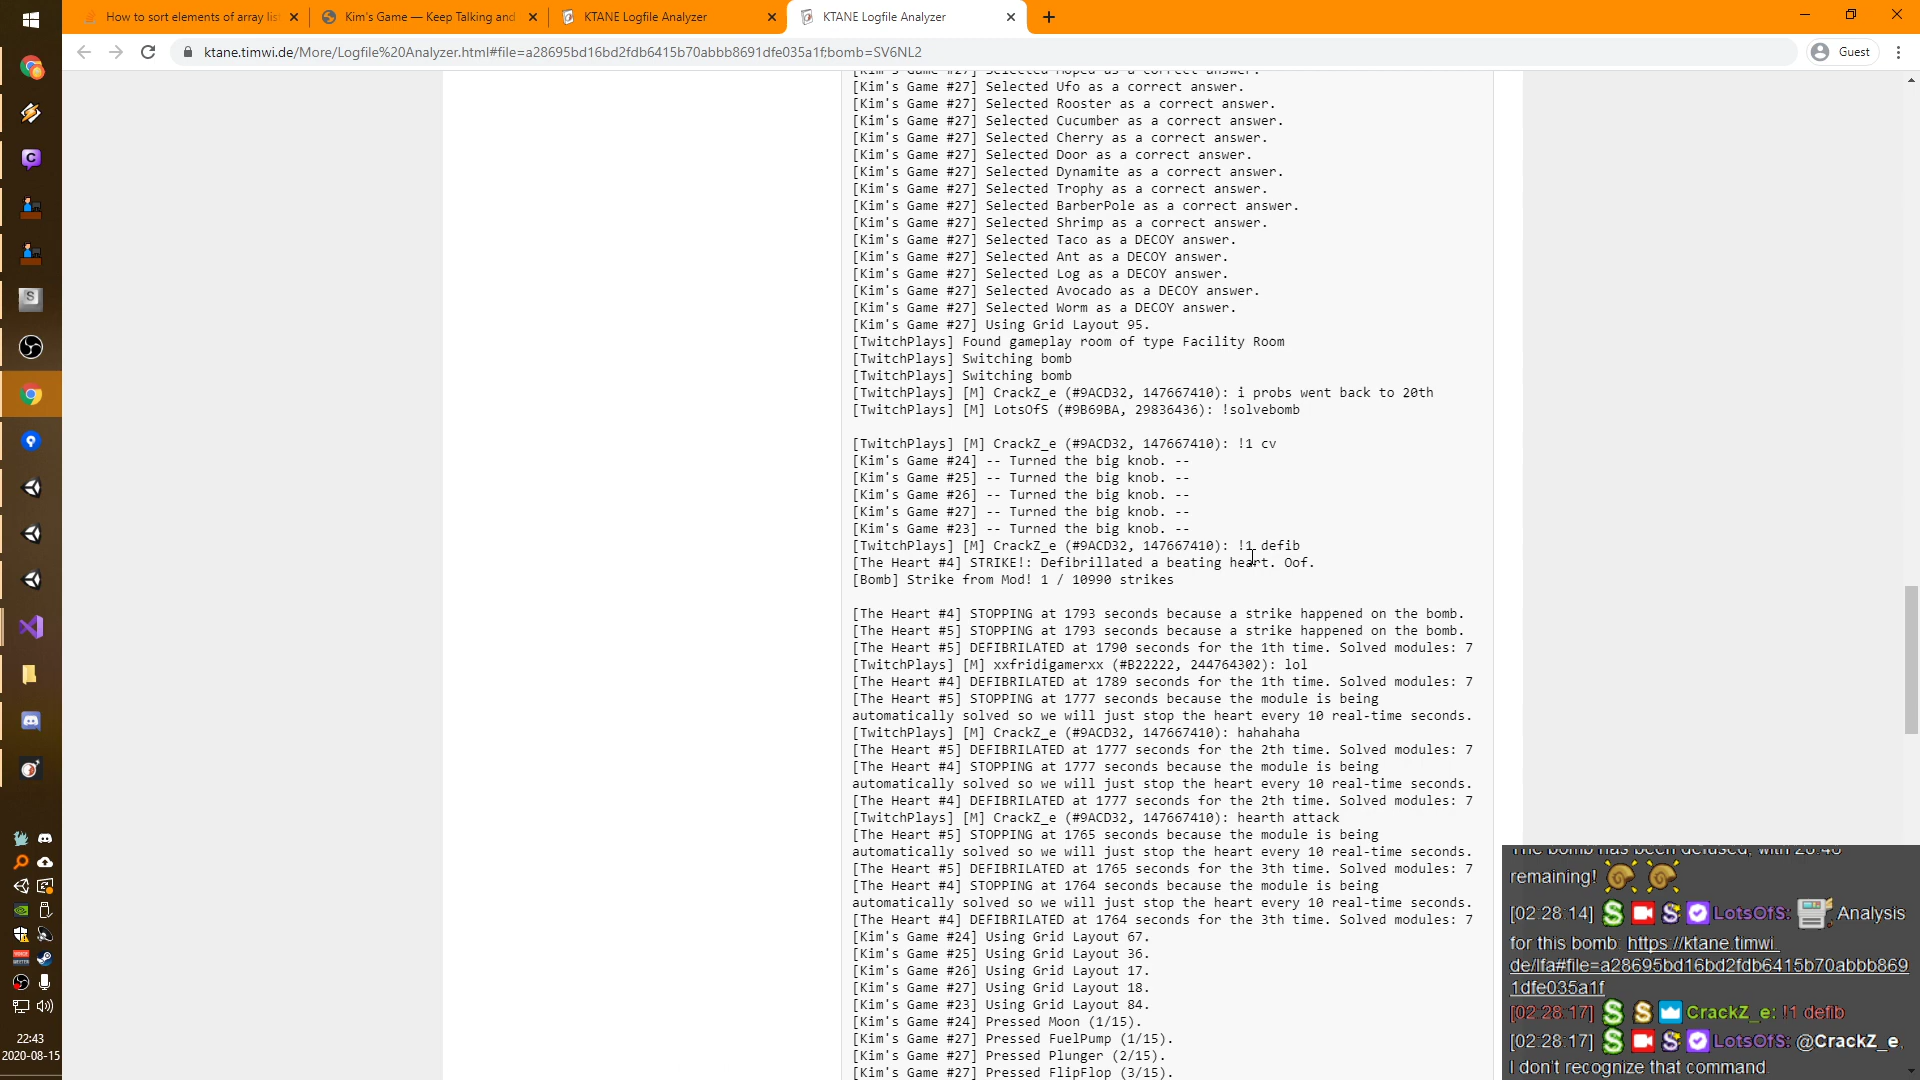 How to sort elements of array lis
Kim's Game — Keep Talking and
KTANE Logfile Analyzer
KTANE Logfile Analyzer
ktane.timwi.de/More/Logfile%20Analyzer.html#file=a28695bd16bd2fdb6415b70abbb8691dfe035a1f;bomb=SV6NL2
Guest
[Kim's Game #27] Selected Moped as a correct answer.
[Kim's Game #27] Selected Ufo as a correct answer.
[Kim's Game #27] Selected Rooster as a correct answer.
[Kim's Game #27] Selected Cucumber as a correct answer.
[Kim's Game #27] Selected Cherry as a correct answer.
[Kim's Game #27] Selected Door as a correct answer.
[Kim's Game #27] Selected Dynamite as a correct answer.
[Kim's Game #27] Selected Trophy as a correct answer.
[Kim's Game #27] Selected BarberPole as a correct answer.
[Kim's Game #27] Selected Shrimp as a correct answer.
[Kim's Game #27] Selected Taco as a DECOY answer.
[Kim's Game #27] Selected Ant as a DECOY answer.
[Kim's Game #27] Selected Log as a DECOY answer.
[Kim's Game #27] Selected Avocado as a DECOY answer.
[Kim's Game #27] Selected Worm as a DECOY answer.
[Kim's Game #27] Using Grid Layout 95.
[TwitchPlays] Found gameplay room of type Facility Room
[TwitchPlays] Switching bomb
[TwitchPlays] Switching bomb
[TwitchPlays] [M] CrackZ_e (#9ACD32, 147667410): i probs went back to 20th
[TwitchPlays] [M] LotsOfS (#9B69BA, 29836436): !solvebomb
[TwitchPlays] [M] CrackZ_e (#9ACD32, 147667410): !1 cv
[Kim's Game #24] -- Turned the big knob. --
[Kim's Game #25] -- Turned the big knob. --
[Kim's Game #26] -- Turned the big knob. --
[Kim's Game #27] -- Turned the big knob. --
[Kim's Game #23] -- Turned the big knob. --
[TwitchPlays] [M] CrackZ_e (#9ACD32, 147667410): !1 defib
[The Heart #4] STRIKE!: Defibrillated a beating heart. Oof.
[Bomb] Strike from Mod! 1 / 10990 strikes
[The Heart #4] STOPPING at 1793 seconds because a strike happened on the bomb.
[The Heart #5] STOPPING at 1793 seconds because a strike happened on the bomb.
[The Heart #5] DEFIBRILATED at 1790 seconds for the 1th time. Solved modules: 7
[TwitchPlays] [M] xxfridigamerxx (#B22222, 244764302): lol
[The Heart #4] DEFIBRILATED at 1789 seconds for the 1th time. Solved modules: 7
[The Heart #5] STOPPING at 1777 seconds because the module is being
automatically solved so we will just stop the heart every 10 real-time seconds.
[TwitchPlays] [M] CrackZ_e (#9ACD32, 147667410): hahahaha
[The Heart #5] DEFIBRILATED at 1777 seconds for the 2th time. Solved modules: 7
[The Heart #4] STOPPING at 1777 seconds because the module is being
automatically solved so we will just stop the heart every 10 real-time seconds.
[The Heart #4] DEFIBRILATED at 1777 seconds for the 2th time. Solved modules: 7
[TwitchPlays] [M] CrackZ_e (#9ACD32, 147667410): hearth attack
[The Heart #5] STOPPING at 1765 seconds because the module is being
automatically solved so we will just stop the heart every 10 real-time seconds.
[The Heart #5] DEFIBRILATED at 1765 seconds for the 3th time. Solved modules: 7
[The Heart #4] STOPPING at 1764 seconds because the module is being
automatically solved so we will just stop the heart every 10 real-time seconds.
[The Heart #4] DEFIBRILATED at 1764 seconds for the 3th time. Solved modules: 7
[Kim's Game #24] Using Grid Layout 67.
[Kim's Game #25] Using Grid Layout 36.
[Kim's Game #26] Using Grid Layout 17.
[Kim's Game #27] Using Grid Layout 18.
[Kim's Game #23] Using Grid Layout 84.
[Kim's Game #24] Pressed Moon (1/15).
[Kim's Game #27] Pressed FuelPump (1/15).
[Kim's Game #27] Pressed Plunger (2/15).
[Kim's Game #27] Pressed FlipFlop (3/15).
The bomb has been defused, with
remaining!
[02:28:14] LotsOfS: Analysis
for this bomb: https://ktane.timwi.
de/lfa#file=a28695bd16bd2fdb6415b70abbb869
1dfe035a1f
[02:28:17] CrackZ_e: !1 defib
[02:28:17] LotsOfS: @CrackZ_e,
I don't recognize that command.
22:43
2020-08-15